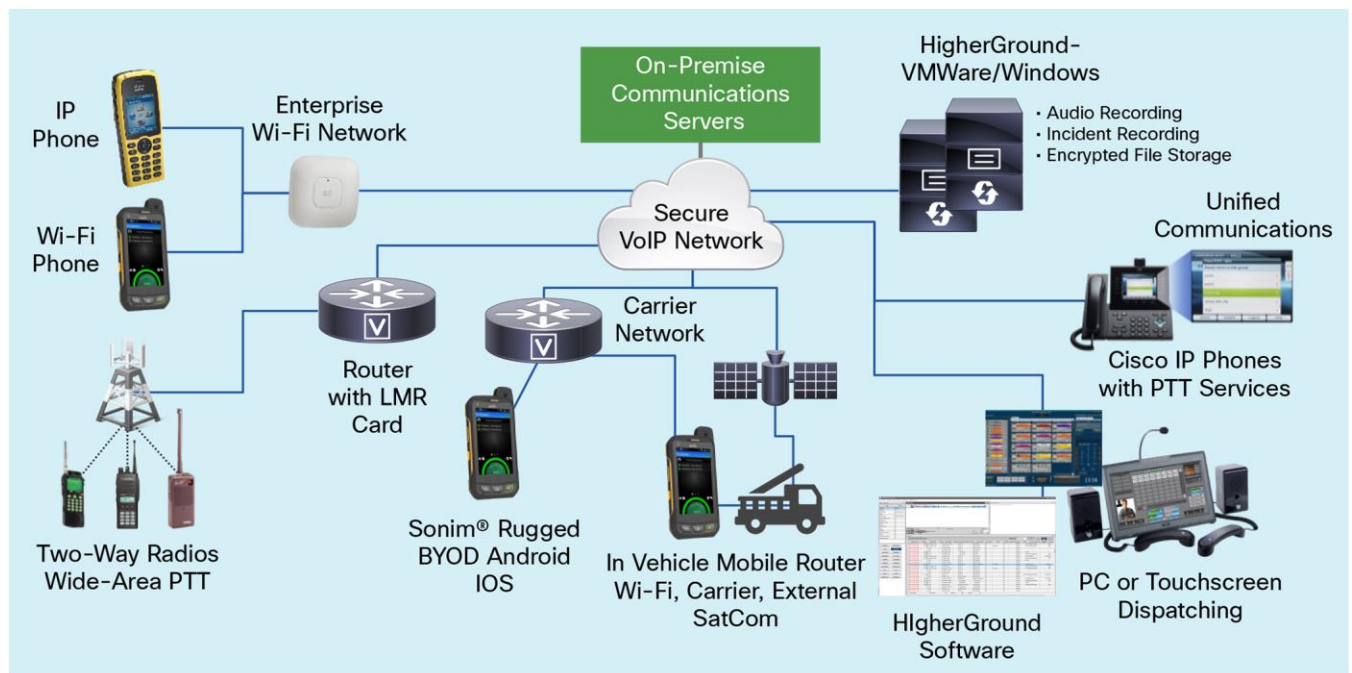 On-Premise
Communications
Servers
HigherGround-
VMWare/Windows
• Audio Recording
• Incident Recording
• Encrypted File Storage
IP
Phone
Enterprise
Wi-Fi Network
Secure
VoIP Network
Unified
Communications
Wi-Fi
Phone
V
Router
with LMR
Card
V
Carrier
Network
Cisco IP Phones
with PTT Services
Two-Way Radios
Wide-Area PTT
Sonim® Rugged
BYOD Android
IOS
In Vehicle Mobile Router
Wi-Fi, Carrier, External
SatCom
HIgherGround
Software
PC or Touchscreen
Dispatching